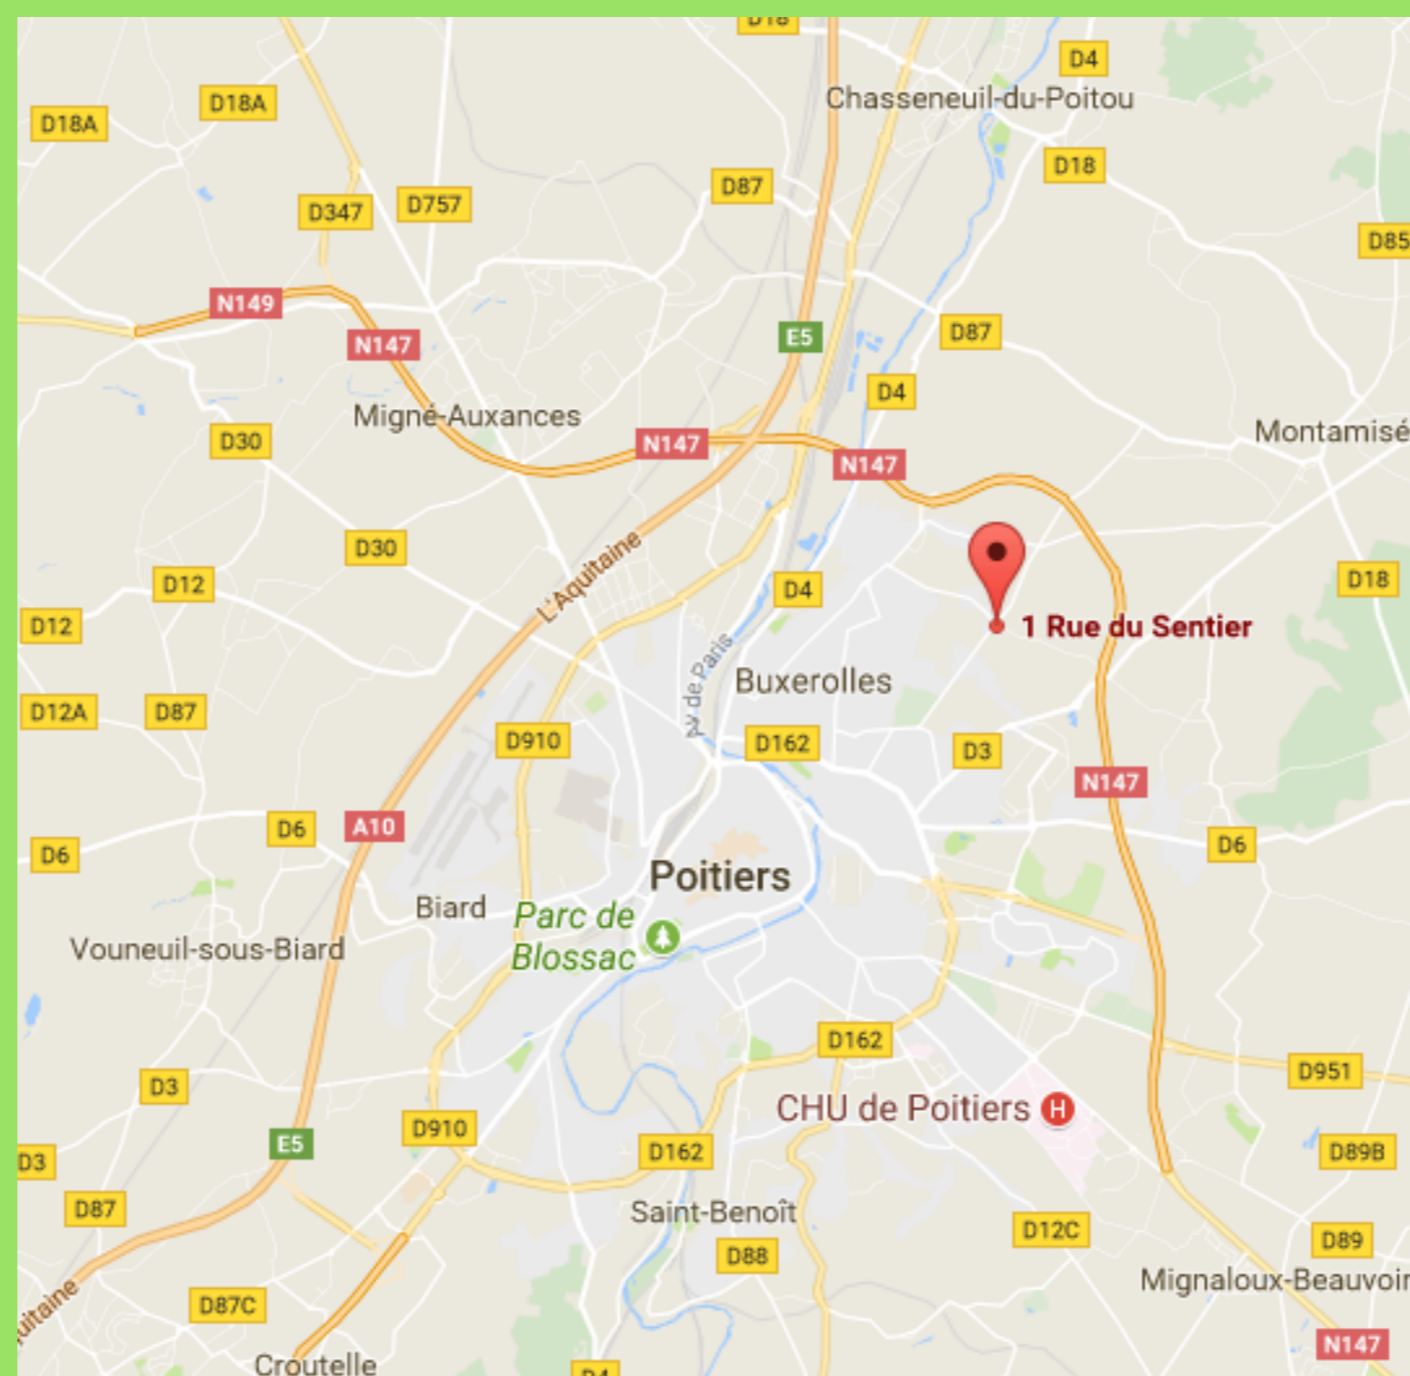 D18
D4
Chasseneuil-du-Poitou
D18A
D18A
D18
D87
D757
D347
D85
N149
D87
E5
N147
D4
Migné-Auxances
Montamisé
D30
N147
N147
D30
L'Aquitaine
D12
D4
D18
D12
1 Rue du Sentier
Av. de Paris
Buxerolles
D12A
D87
D910
D162
D3
N147
A10
D6
D6
D6
Poitiers
Biard
Parc de
Blossac
Vouneuil-sous-Biard
D162
D951
D3
CHU de Poitiers
H
D910
E5
D162
D89B
D3
D87
Saint-Benoît
D12C
D89
D88
Mignaloux-Beauvoir
uitaine
D87C
N147
Croutelle
D4